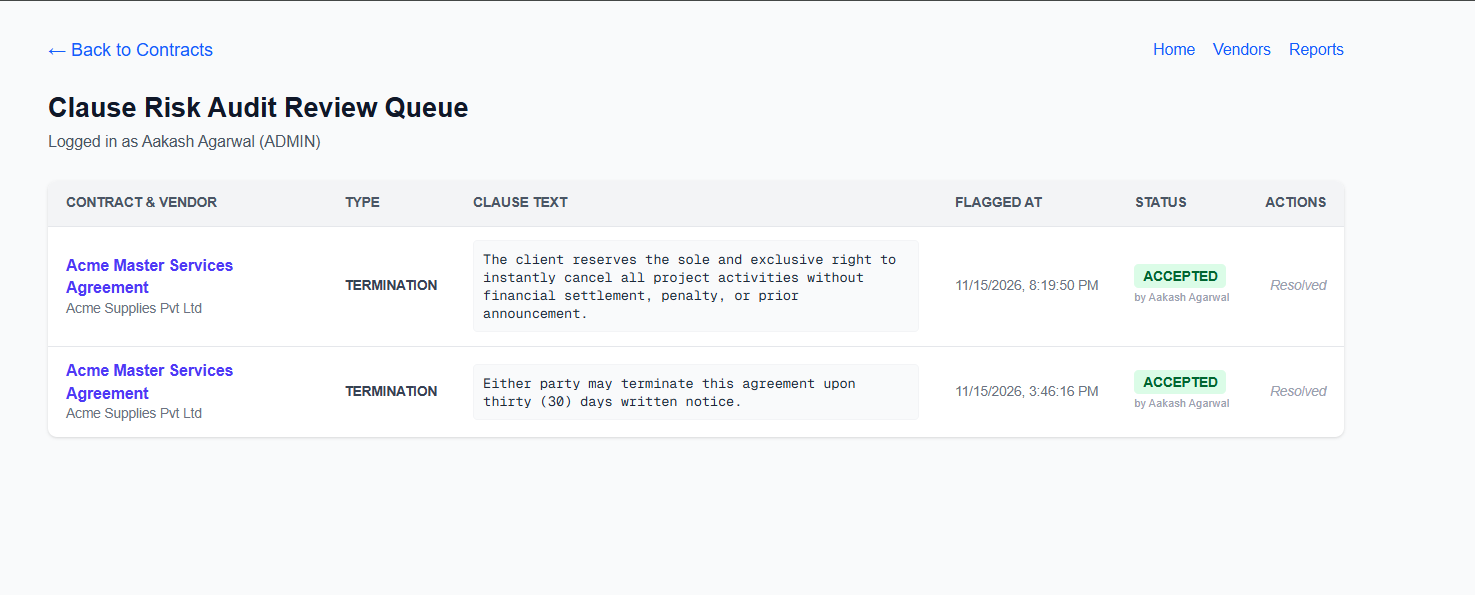 ← Back to Contracts
Home Vendors Reports
Clause Risk Audit Review Queue
Logged in as Aakash Agarwal (ADMIN)
CONTRACT & VENDOR TYPE CLAUSE TEXT FLAGGED AT STATUS ACTIONS
Acme Master Services
Agreement
Acme Supplies Pvt Ltd
TERMINATION
The client reserves the sole and exclusive right to
instantly cancel all project activities without
financial settlement, penalty, or prior
announcement.
11/15/2026, 8:19:50 PM
ACCEPTED
by Aakash Agarwal
Resolved
Acme Master Services
Agreement
Acme Supplies Pvt Ltd
TERMINATION
Either party may terminate this agreement upon
thirty (30) days written notice.
11/15/2026, 3:46:16 PM
ACCEPTED
by Aakash Agarwal
Resolved